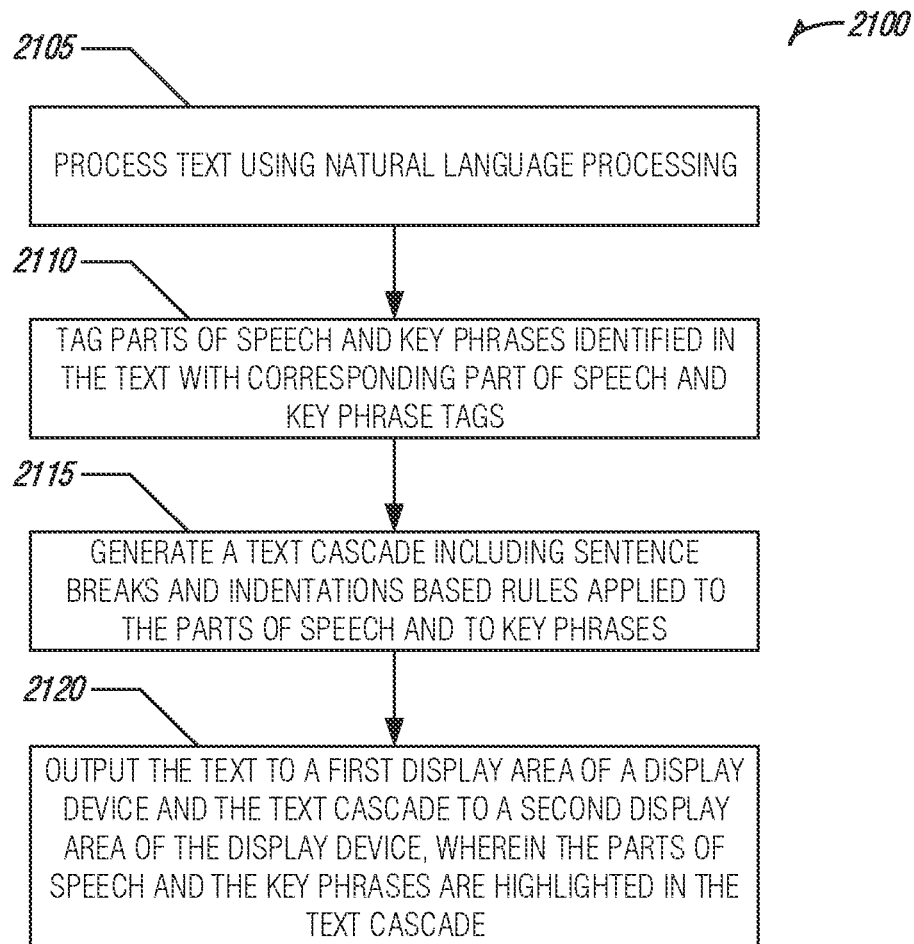 2100
2105
PROCESS TEXT USING NATURAL LANGUAGE PROCESSING
2110
TAG PARTS OF SPEECH AND KEY PHRASES IDENTIFIED IN
THE TEXT WITH CORRESPONDING PART OF SPEECH AND
KEY PHRASE TAGS
2115
GENERATE A TEXT CASCADE INCLUDING SENTENCE
BREAKS AND INDENTATIONS BASED RULES APPLIED TO
THE PARTS OF SPEECH AND TO KEY PHRASES
2120
OUTPUT THE TEXT TO A FIRST DISPLAY AREA OF A DISPLAY
DEVICE AND THE TEXT CASCADE TO A SECOND DISPLAY
AREA OF THE DISPLAY DEVICE, WHEREIN THE PARTS OF
SPEECH AND THE KEY PHRASES ARE HIGHLIGHTED IN THE
TEXT CASCADE